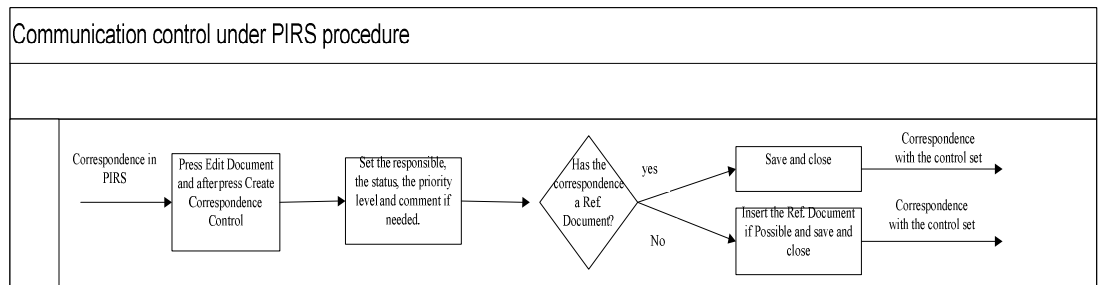 Communication control under PIRS procedure
Correspondence in
PIRS
Press Edit Document
and after press Create
Correspondence
Control
Set the responsible,
the status, the priority
level and comment if
needed.
Has the
correspondence
a Ref.
Document?
yes
No
Save and close
Insert the Ref. Document
if Possible and save and
close
Correspondence
with the control set
Correspondence
with the control set